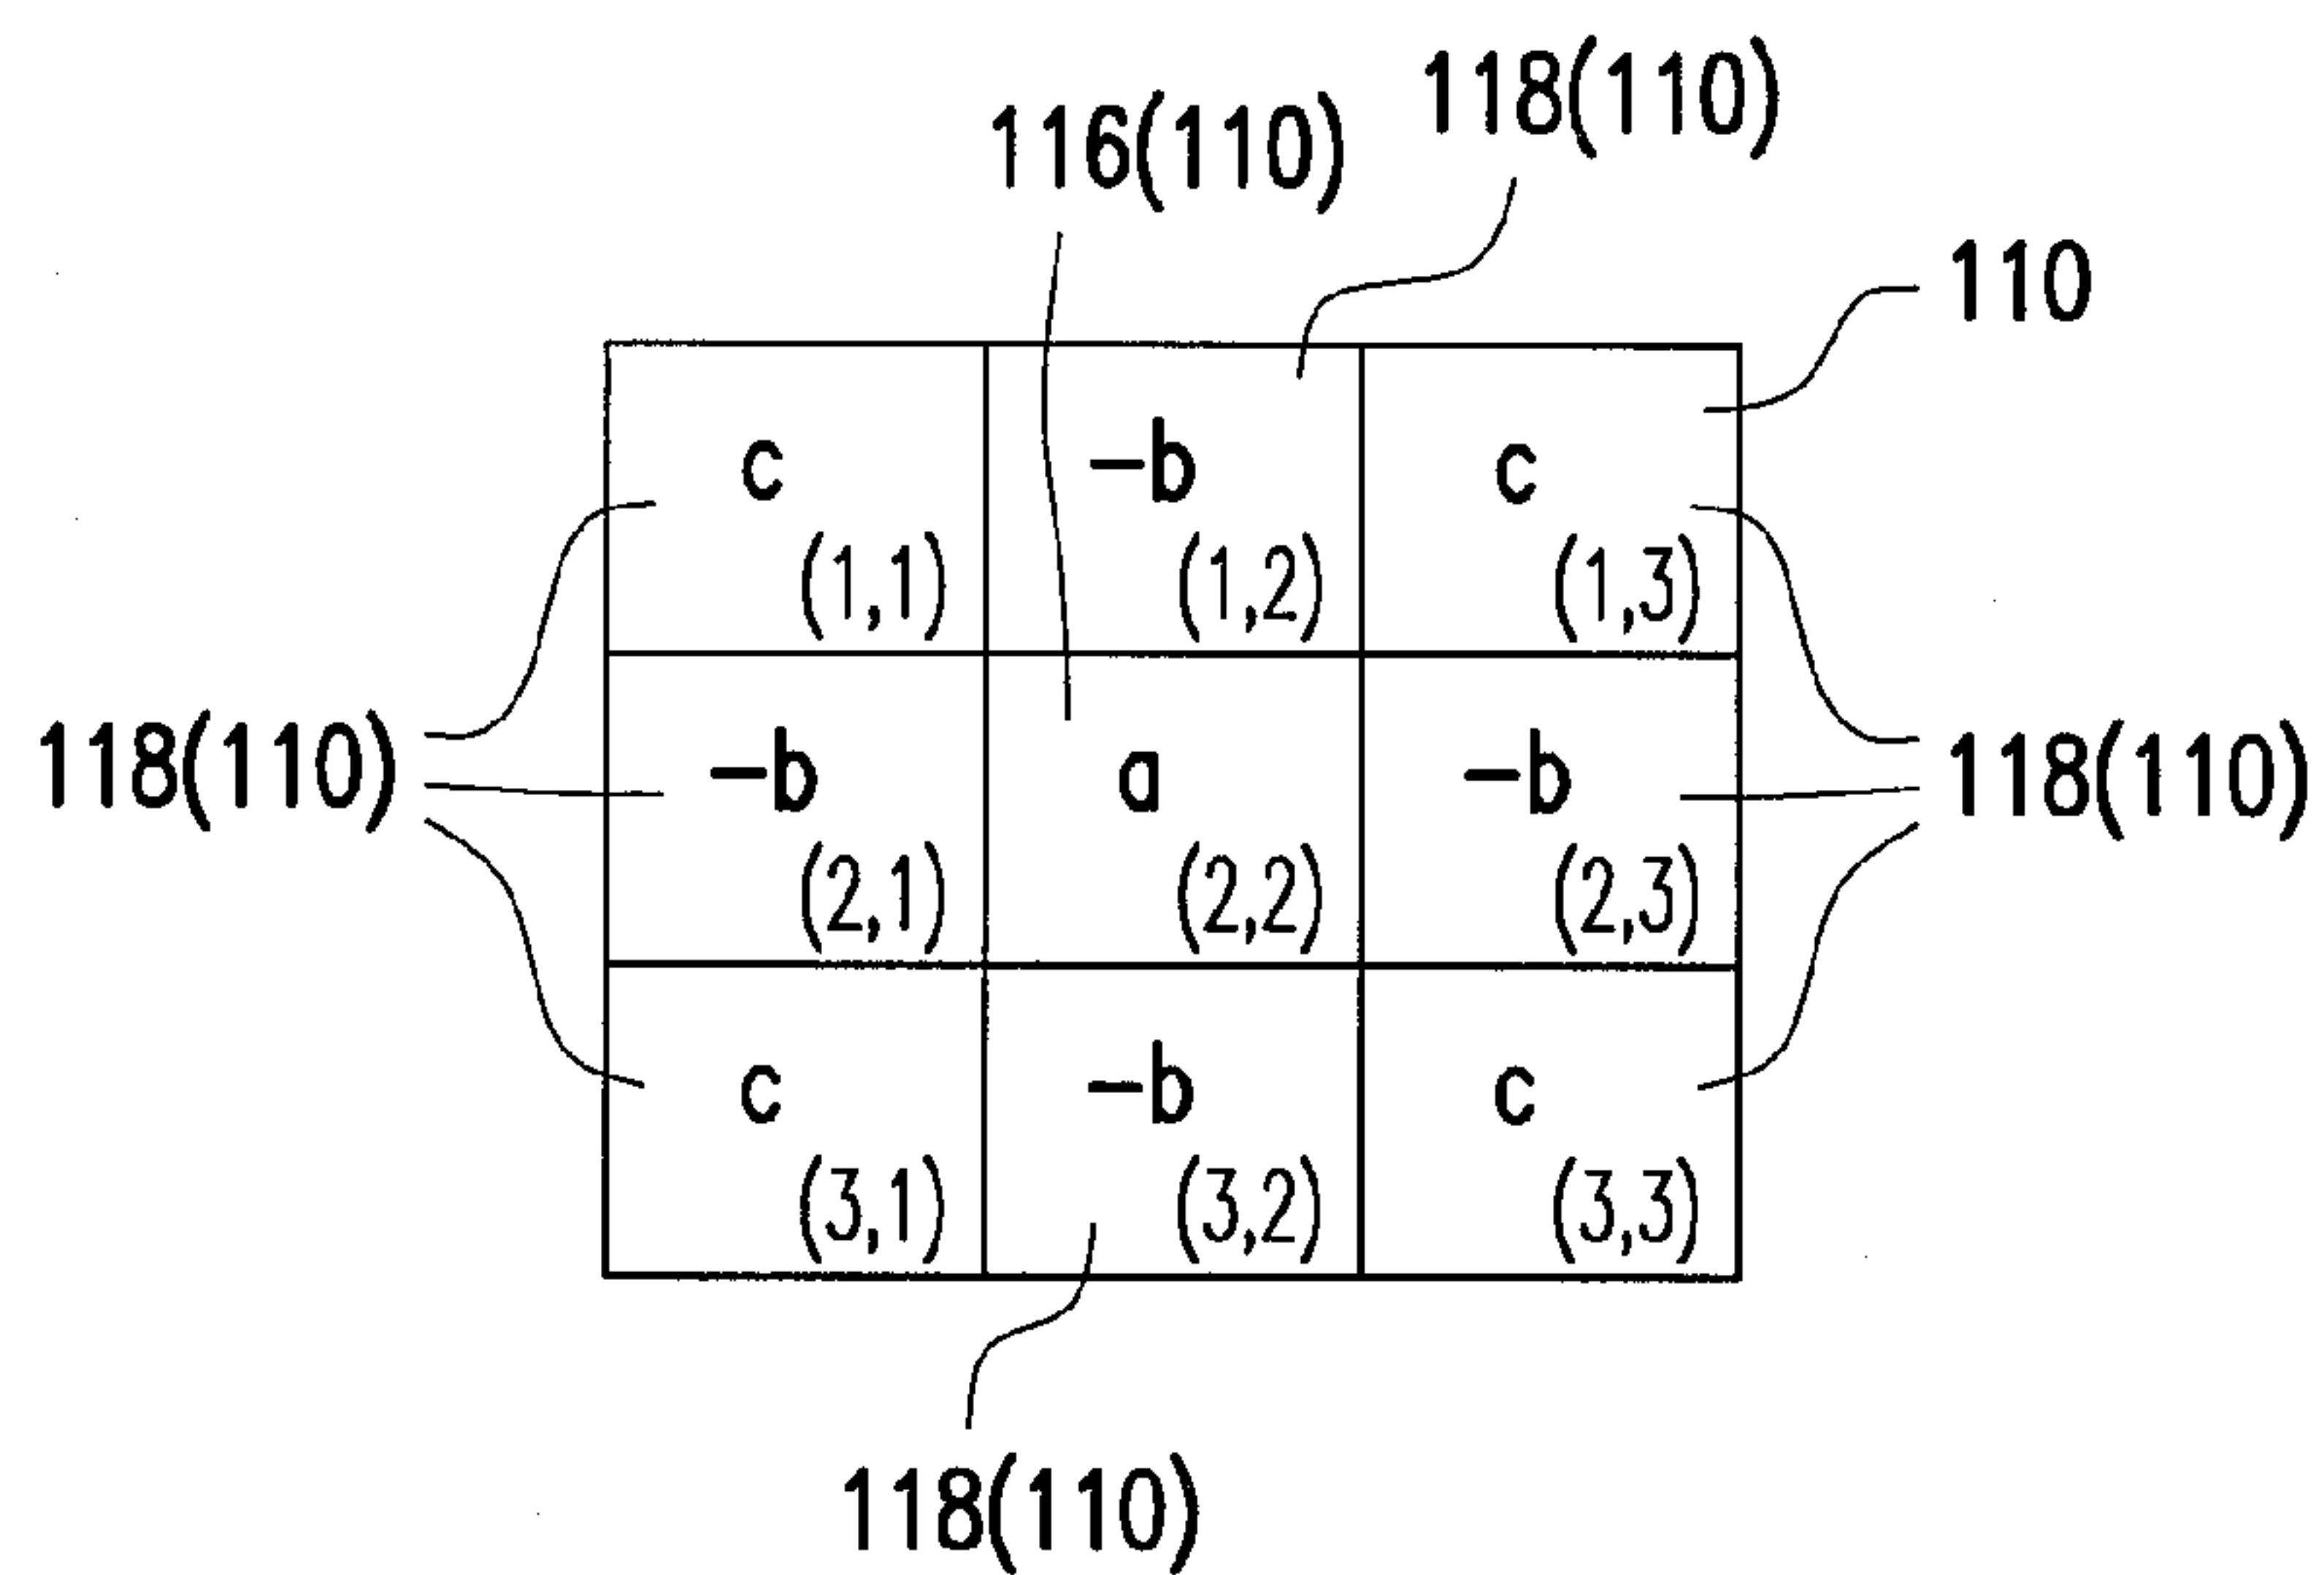 118(110)
116(110)
110
c -b c
(1,1) (1,2) (1,3)
118(110) -b a -b 118(110)
(2,1) (2,2) (2,3)
c -b c
(3,1) (3,2) (3,3)
118(110)